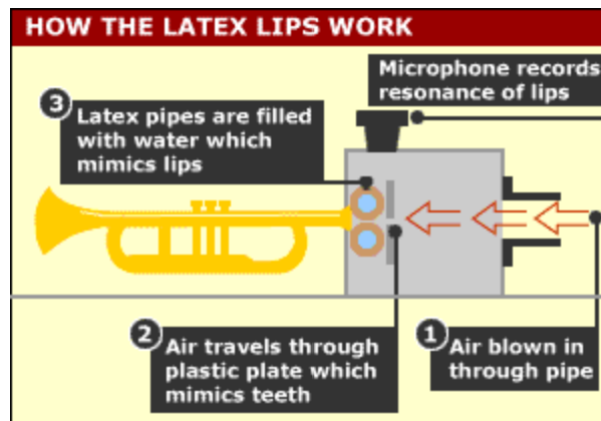 HOW THE LATEX LIPS WORK
Microphone records
resonance of lips
3
Latex pipes are filled
with water which
mimics lips
2
Air travels through
plastic plate which
mimics teeth
1
Air blown in
through pipe